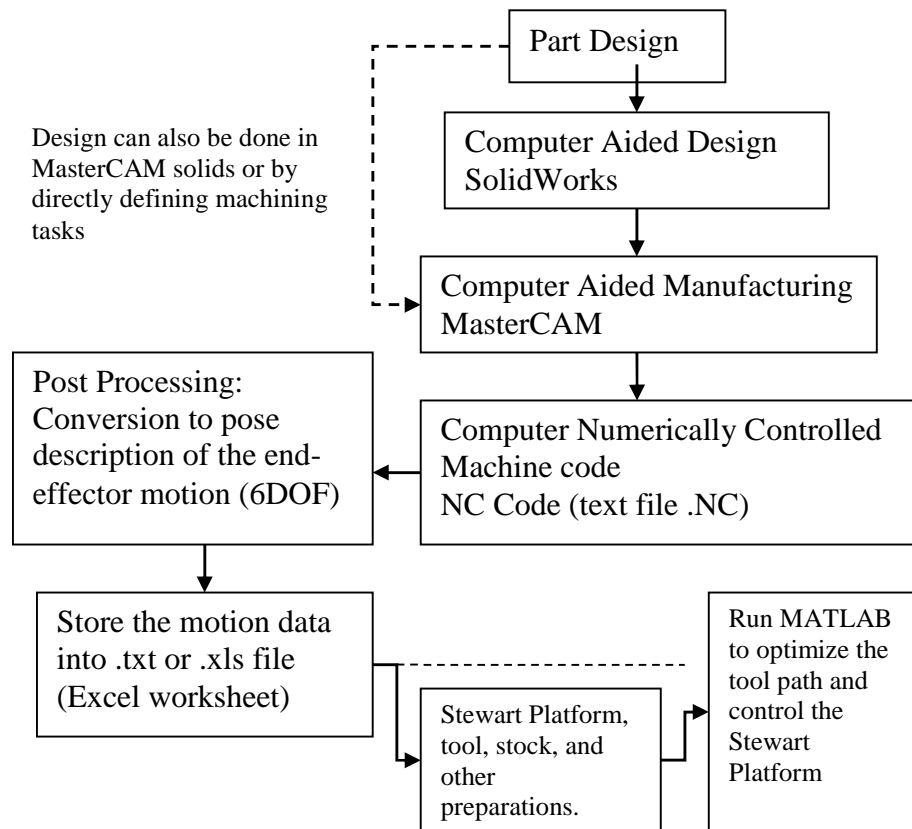 Part Design
Design can also be done in
MasterCAM solids or by
directly defining machining
tasks
Computer Aided Design
SolidWorks
Computer Aided Manufacturing
MasterCAM
Post Processing:
Conversion to pose
description of the end-
effector motion (6DOF)
Computer Numerically Controlled
Machine code
NC Code (text file .NC)
Store the motion data
into .txt or .xls file
(Excel worksheet)
Stewart Platform,
tool, stock, and
other
preparations.
Run MATLAB
to optimize the
tool path and
control the
Stewart
Platform